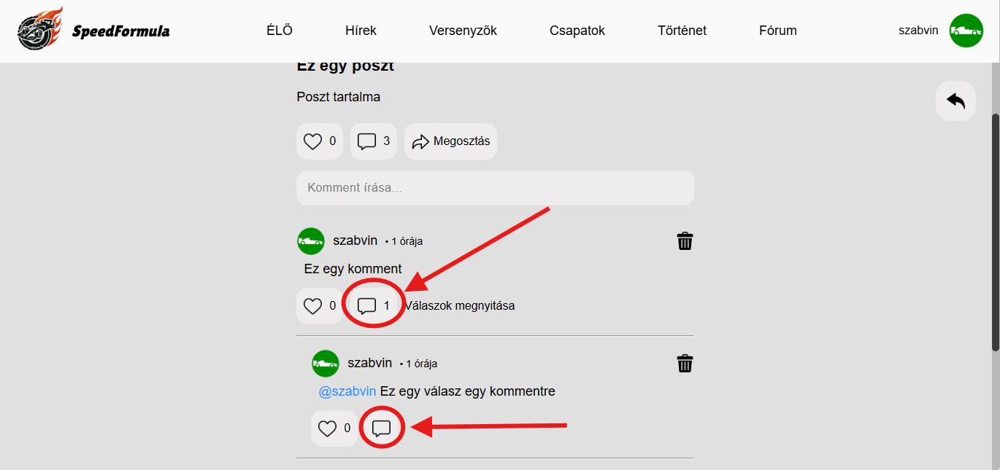 SpeedFormula ÉLŐ Hírek Versenyzők Csapatok Történet Fórum szabvin
Ez egy poszt
Poszt tartalma
0 3 Megosztás
Komment írása...
szabvin • 1 órája
Ez egy komment
0 1 Válaszok megnyitása
szabvin • 1 órája
@szabvin Ez egy válasz egy kommentre
0